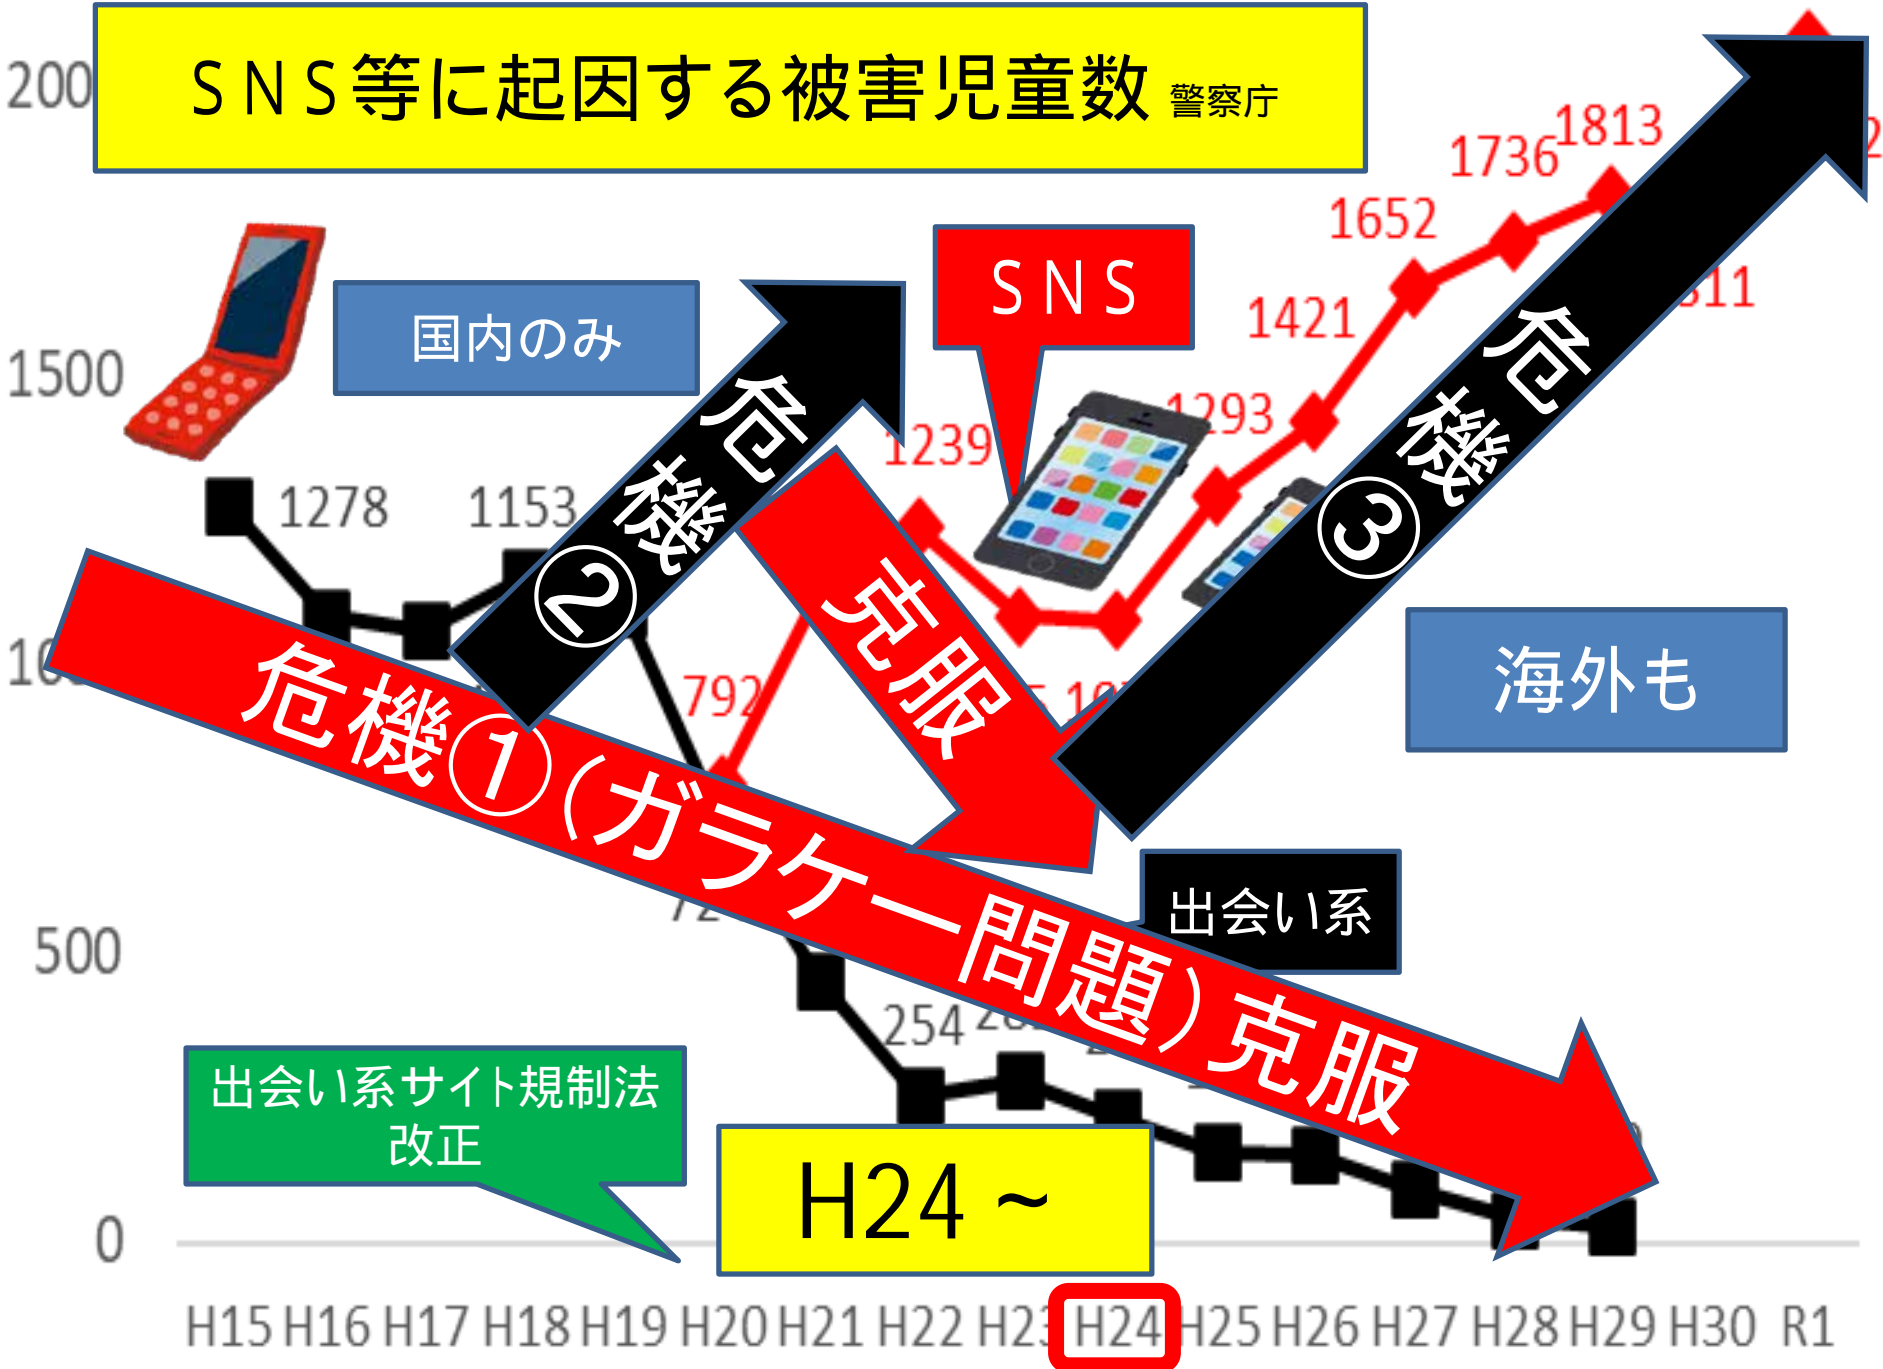 SNS等に起因する被害児童数 警察庁
200
1813
1736
1652
SNS
国内のみ
1421
1500
1293
1239
1278
1153
危機②
危機③
克服
792
海外も
危機①(ガラケー問題)克服
出会い系
500
254
出会い系サイト規制法
改正
H24～
0
H15 H16 H17 H18 H19 H20 H21 H22 H23 H24 H25 H26 H27 H28 H29 H30 R1